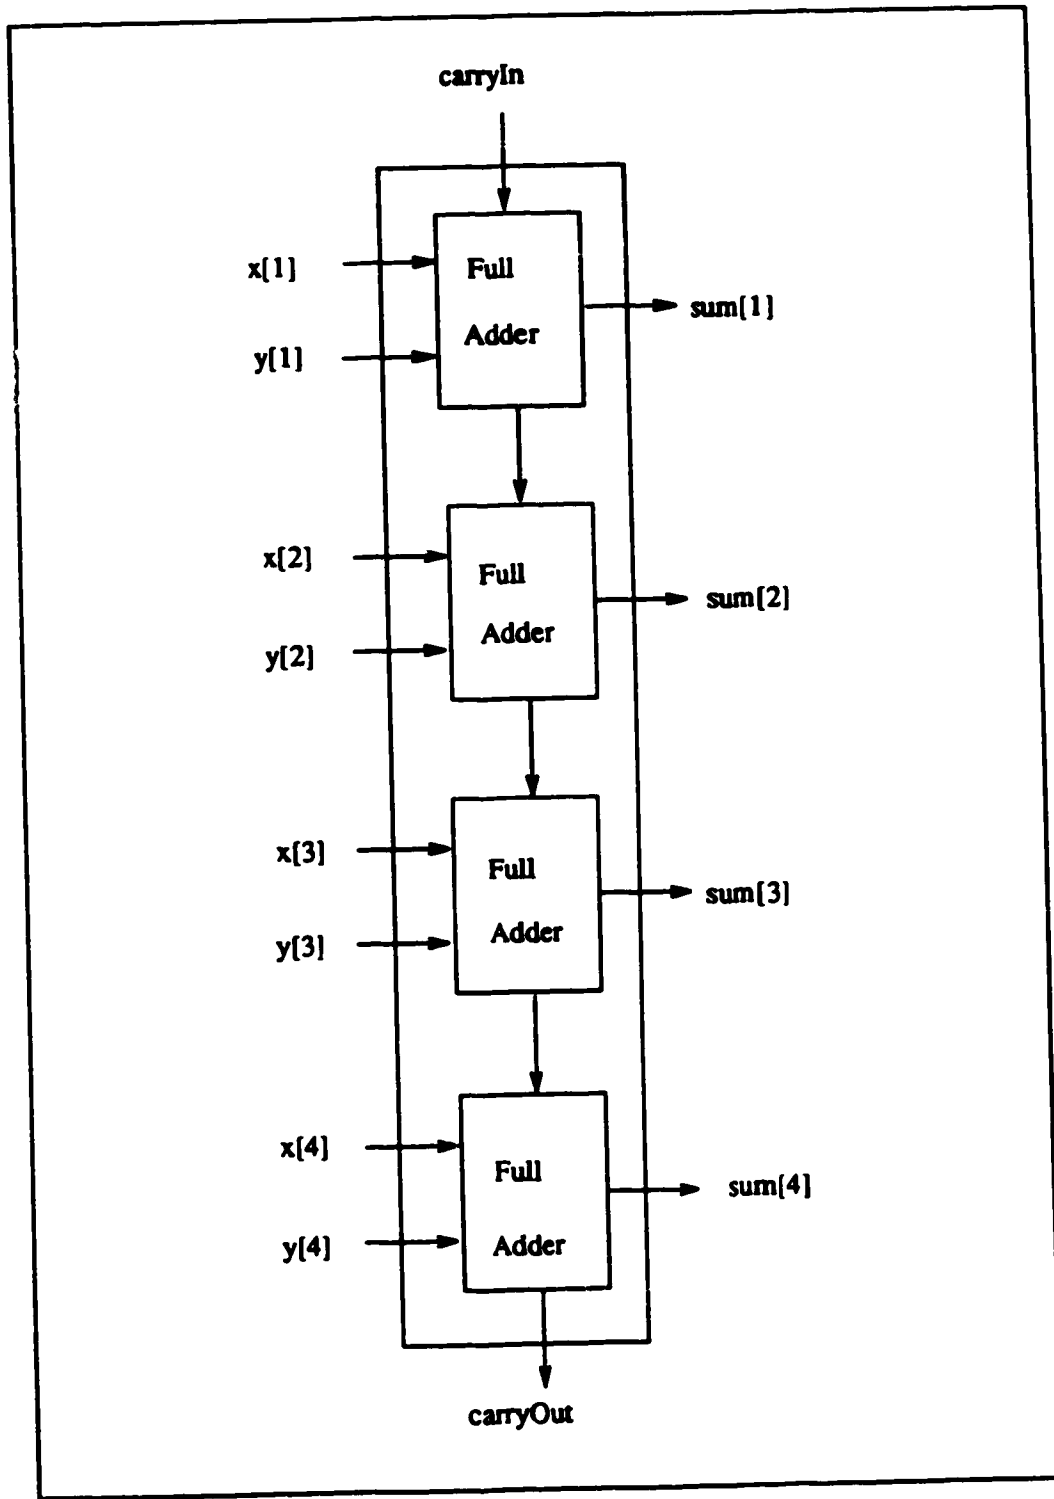 carryIn
x[1]
Full
Adder
y[1]
sum[1]
x[2]
Full
Adder
y[2]
sum[2]
x[3]
Full
Adder
y[3]
sum[3]
x[4]
Full
Adder
y[4]
sum[4]
carryOut